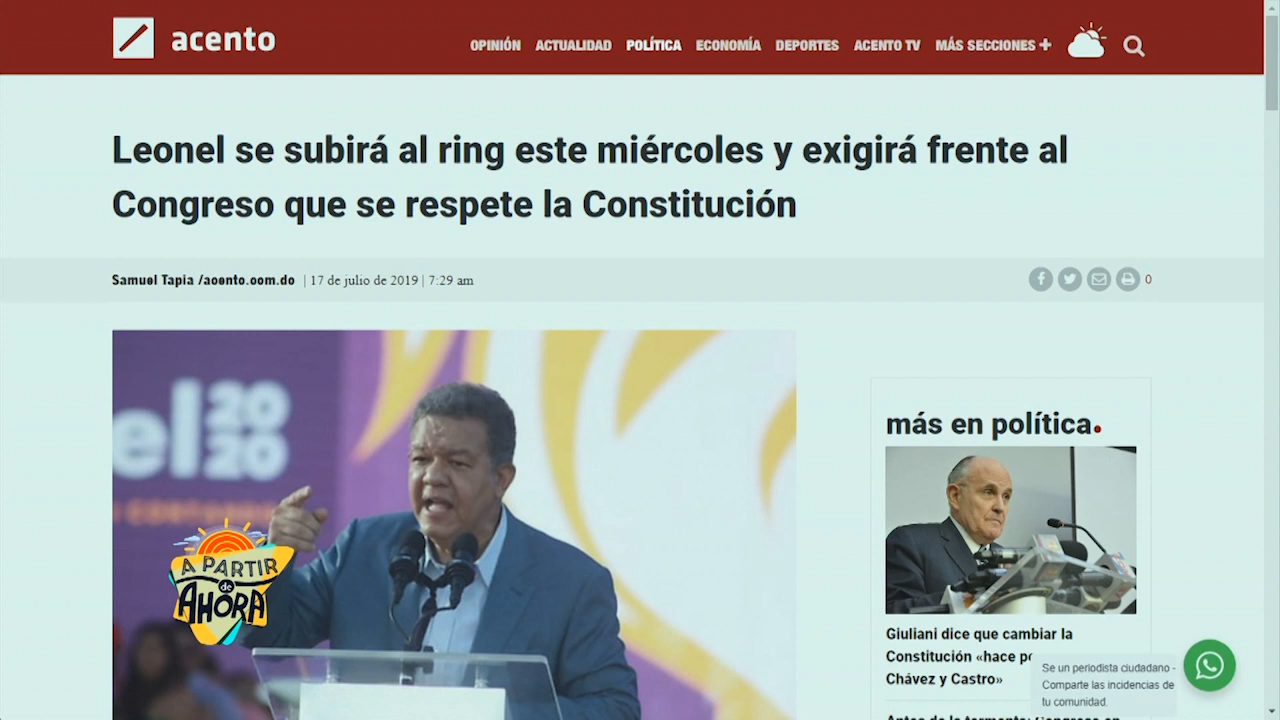 acento
OPINIÓN ACTUALIDAD POLÍTICA ECONOMÍA DEPORTES ACENTO TV MÁS SECCIONES +
Leonel se subirá al ring este miércoles y exigirá frente al
Congreso que se respete la Constitución
Samuel Tapia /acento.com.do | 17 de julio de 2019 | 7:29 am
0
el 2020
A PARTIR
de
AHORA
más en política.
Giuliani dice que cambiar la
Constitución «hace
Chávez y Castro»
Se un periodista ciudadano -
Comparte las incidencias de
tu comunidad.